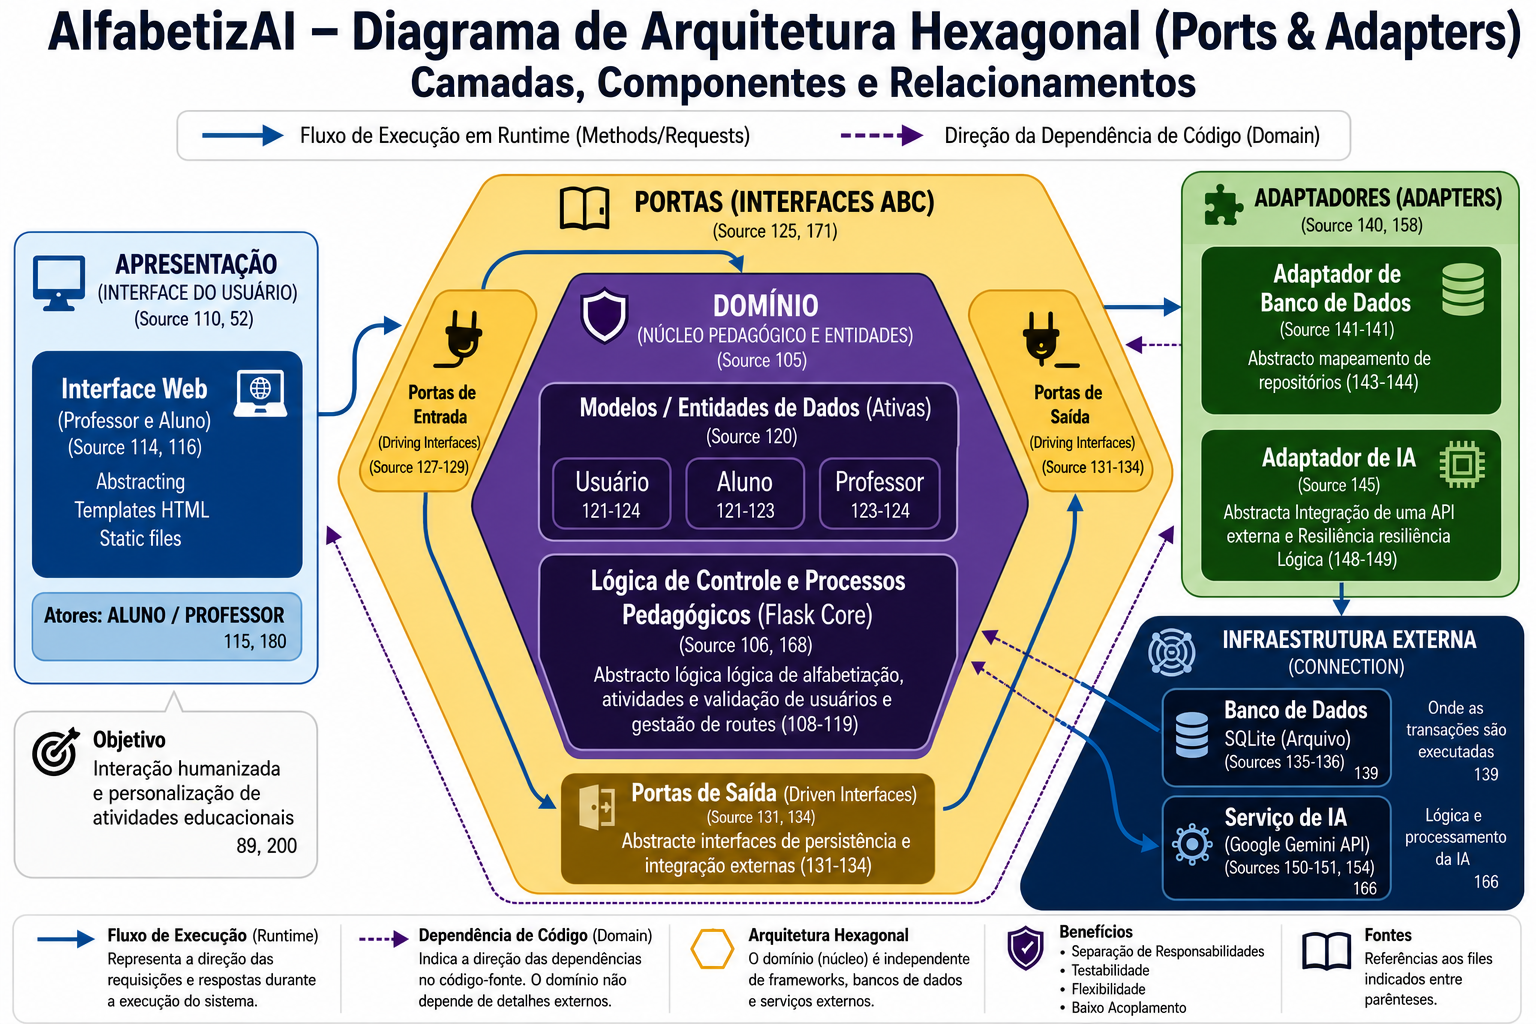 AlfabetizAI – Diagrama de Arquitetura Hexagonal (Ports & Adapters)
Camadas, Componentes e Relacionamentos
Fluxo de Execução em Runtime (Methods/Requests)
Direção da Dependência de Código (Domain)
APRESENTAÇÃO
(INTERFACE DO USUÁRIO)
(Source 110, 52)
Interface Web
(Professor e Aluno)
(Source 114, 116)
Abstracting
Templates HTML
Static files
Atores: ALUNO / PROFESSOR
115, 180
Objetivo
Interação humanizada
e personalização de
atividades educacionais
89, 200
PORTAS (INTERFACES ABC)
(Source 125, 171)
Portas de
Entrada
(Driving Interfaces)
(Source 127-129)
DOMÍNIO
(NÚCLEO PEDAGÓGICO E ENTIDADES)
(Source 105)
Modelos / Entidades de Dados (Ativas)
(Source 120)
Usuário
121-124
Aluno
121-123
Professor
123-124
Lógica de Controle e Processos
Pedagógicos (Flask Core)
(Source 106, 168)
Abstracto lógica lógica de alfabetização,
atividades e validação de usuários e
gestaão de routes (108-119)
Portas de
Saída
(Driving Interfaces)
(Source 131-134)
Portas de Saída (Driven Interfaces)
(Source 131, 134)
Abstracte interfaces de persistência e
integração externas (131-134)
ADAPTADORES (ADAPTERS)
(Source 140, 158)
Adaptador de
Banco de Dados
(Source 141-141)
Abstracto mapeamento de
repositórios (143-144)
Adaptador de IA
(Source 145)
Abstracta Integração de uma API
externa e Resiliência resiliência
Lógica (148-149)
INFRAESTRUTURA EXTERNA
(CONNECTION)
Banco de Dados
SQLite (Arquivo)
(Sources 135-136)
139
Onde as
transações são
executadas
139
Serviço de IA
(Google Gemini API)
(Sources 150-151, 154)
166
Lógica e
processamento
da IA
166
Fluxo de Execução (Runtime)
Representa a direção das
requisições e respostas durante
a execução do sistema.
Dependência de Código (Domain)
Indica a direção das dependências
no código-fonte. O domínio não
depende de detalhes externos.
Arquitetura Hexagonal
O domínio (núcleo) é independente
de frameworks, bancos de dados
e serviços externos.
Benefícios
• Separação de Responsabilidades
• Testabilidade
• Flexibilidade
• Baixo Acoplamento
Fontes
Referências aos files
indicados entre
parênteses.